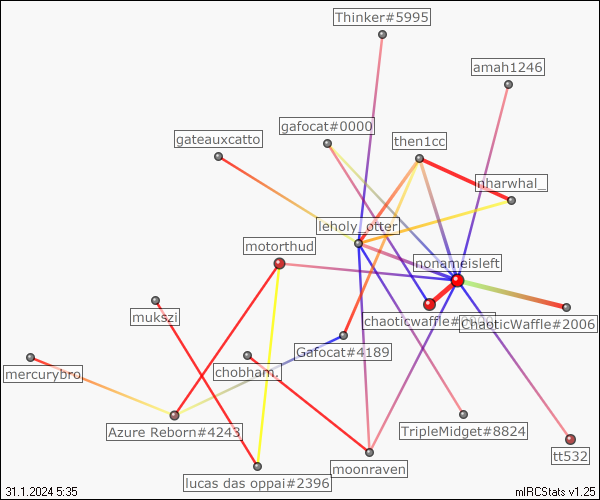 Thinker#5995
amah1246
gafocat#0000
gateauxcatto
then1cc
nharwhal_
leholy_otter
motorthud
nonameisleft
mukszi
chaoticwaffle#
ChaoticWaffle#2006
Gafocat#4189
mercurybro
chobham.
Azure Reborn#4243
TripleMidget#8824
tt532
moonraven
lucas das oppai#2396
31.1.2024 5:35
mIRCStats v1.25